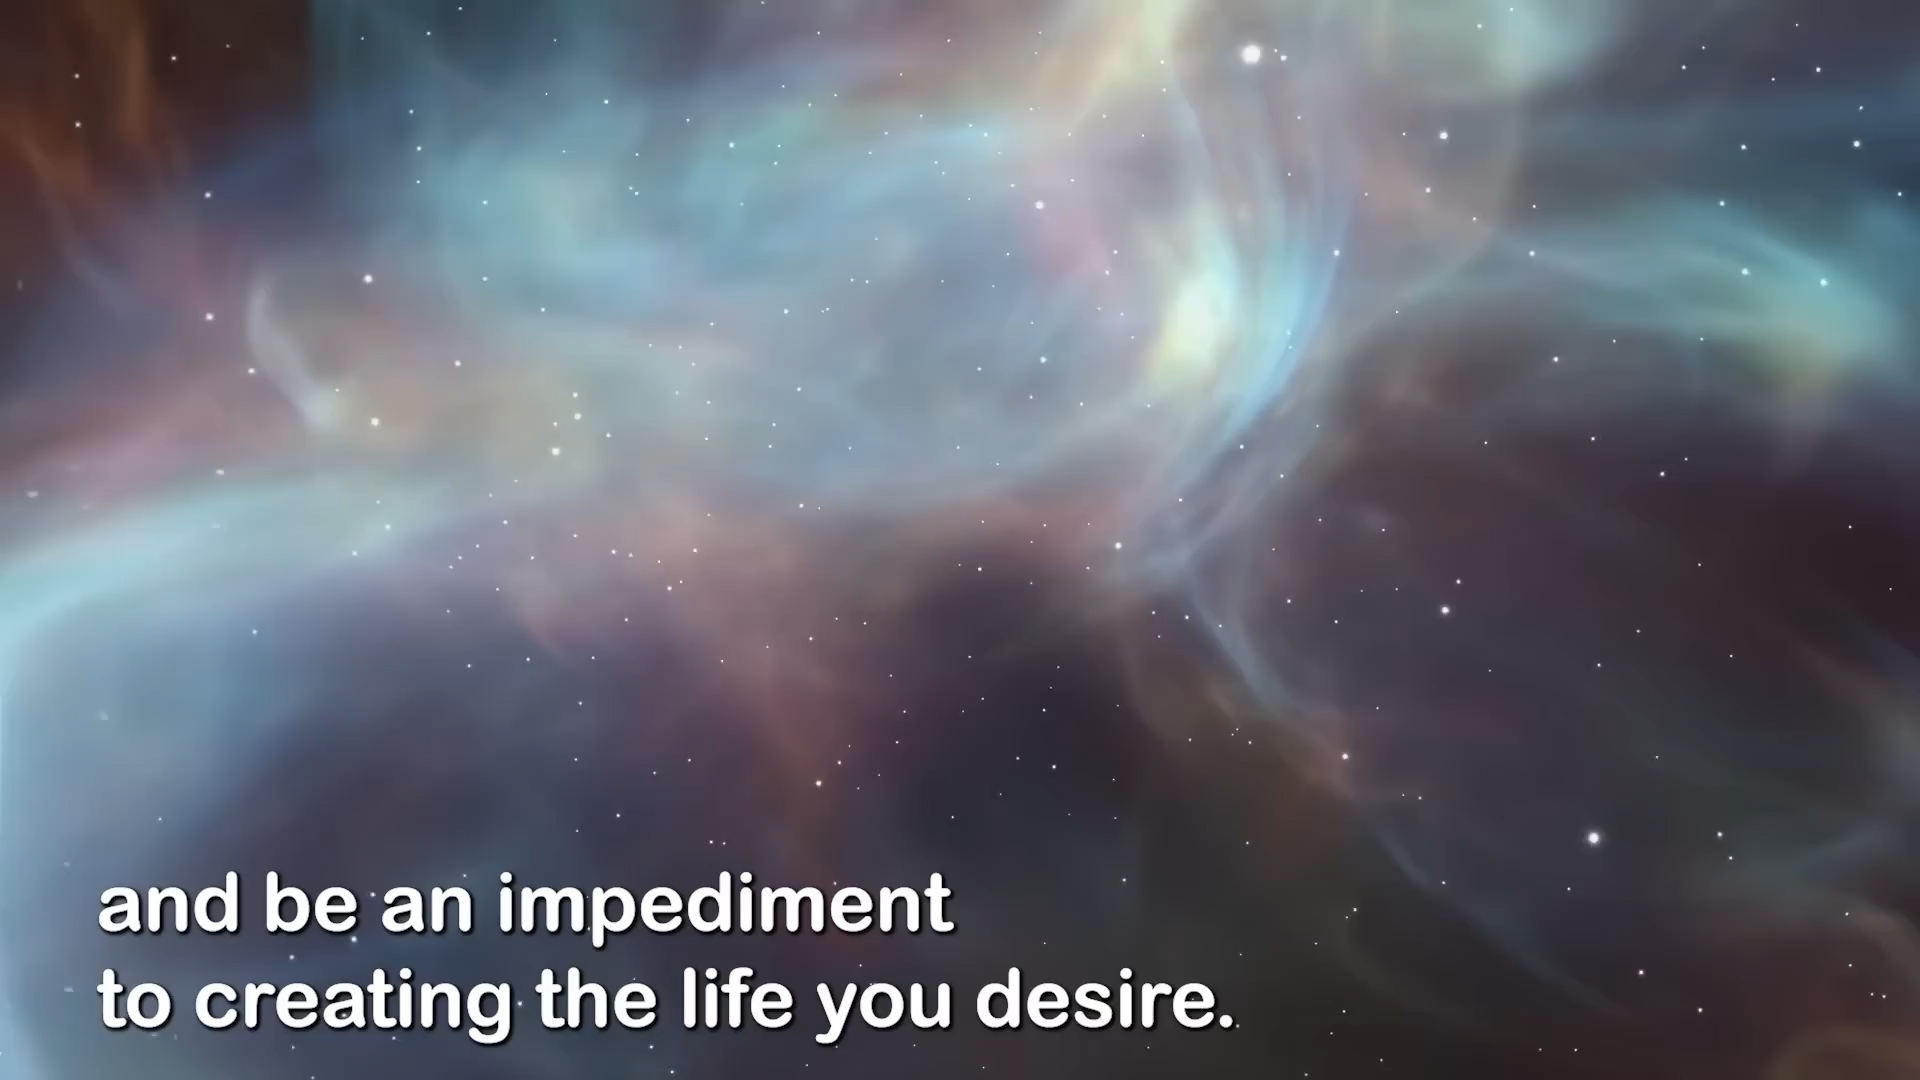 and be an impediment
to creating the life you desire.